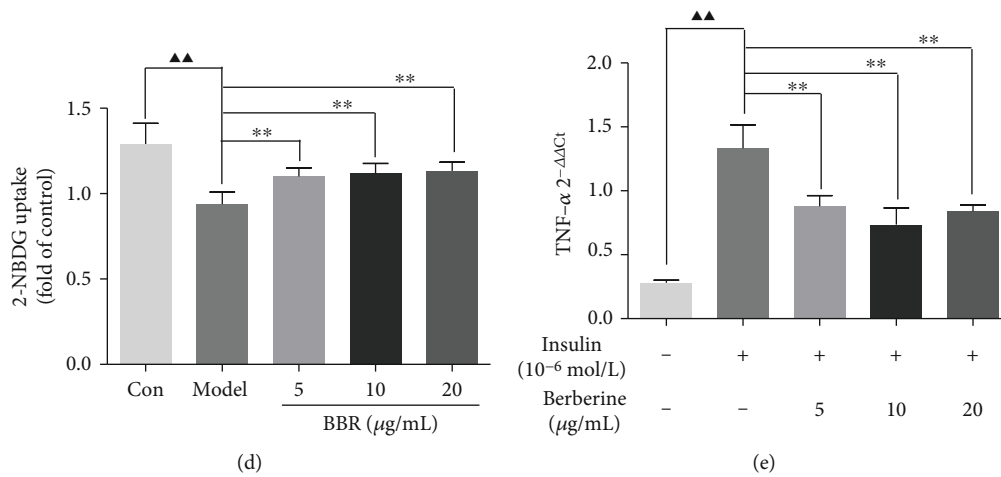 ▲▲
**
**
**
1.5
1.0
0.5
0.0
2-NBDG uptake
(fold of control)
Con Model 5 10 20
BBR (μg/mL)
(d)
▲▲
**
**
**
2.0
1.5
1.0
0.5
0.0
TNF-α 2^−ΔΔCt
Insulin
(10⁻⁶ mol/L) − + + + +
Berberine
(μg/mL) − − 5 10 20
(e)